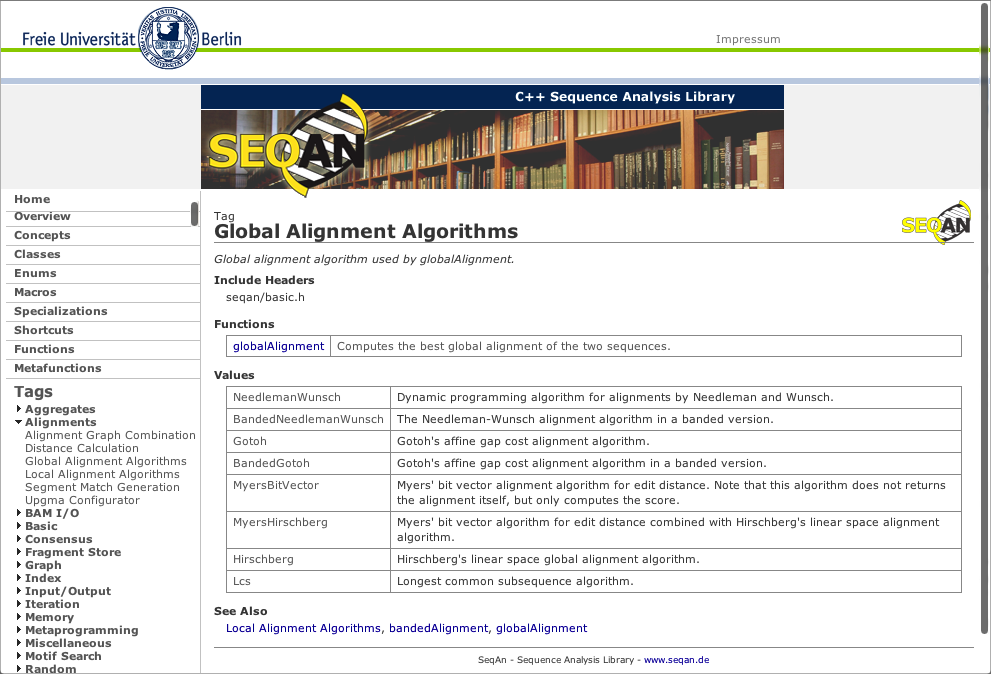 Freie Universität Berlin
Impressum
C++ Sequence Analysis Library
SEQAN
Home
Overview
Concepts
Classes
Enums
Macros
Specializations
Shortcuts
Functions
Metafunctions
Tags
Aggregates
Alignments
Alignment Graph Combination
Distance Calculation
Global Alignment Algorithms
Local Alignment Algorithms
Segment Match Generation
Upgma Configurator
BAM I/O
Basic
Consensus
Fragment Store
Graph
Index
Input/Output
Iteration
Memory
Metaprogramming
Miscellaneous
Motif Search
Random
Tag
Global Alignment Algorithms
SEQAN
Global alignment algorithm used by globalAlignment.
Include Headers
seqan/basic.h
Functions
globalAlignment Computes the best global alignment of the two sequences.
Values
NeedlemanWunsch Dynamic programming algorithm for alignments by Needleman and Wunsch.
BandedNeedlemanWunsch The Needleman-Wunsch alignment algorithm in a banded version.
Gotoh Gotoh's affine gap cost alignment algorithm.
BandedGotoh Gotoh's affine gap cost alignment algorithm in a banded version.
MyersBitVector Myers' bit vector alignment algorithm for edit distance. Note that this algorithm does not returns
the alignment itself, but only computes the score.
MyersHirschberg Myers' bit vector algorithm for edit distance combined with Hirschberg's linear space alignment
algorithm.
Hirschberg Hirschberg's linear space global alignment algorithm.
Lcs Longest common subsequence algorithm.
See Also
Local Alignment Algorithms, bandedAlignment, globalAlignment
SeqAn - Sequence Analysis Library - www.seqan.de